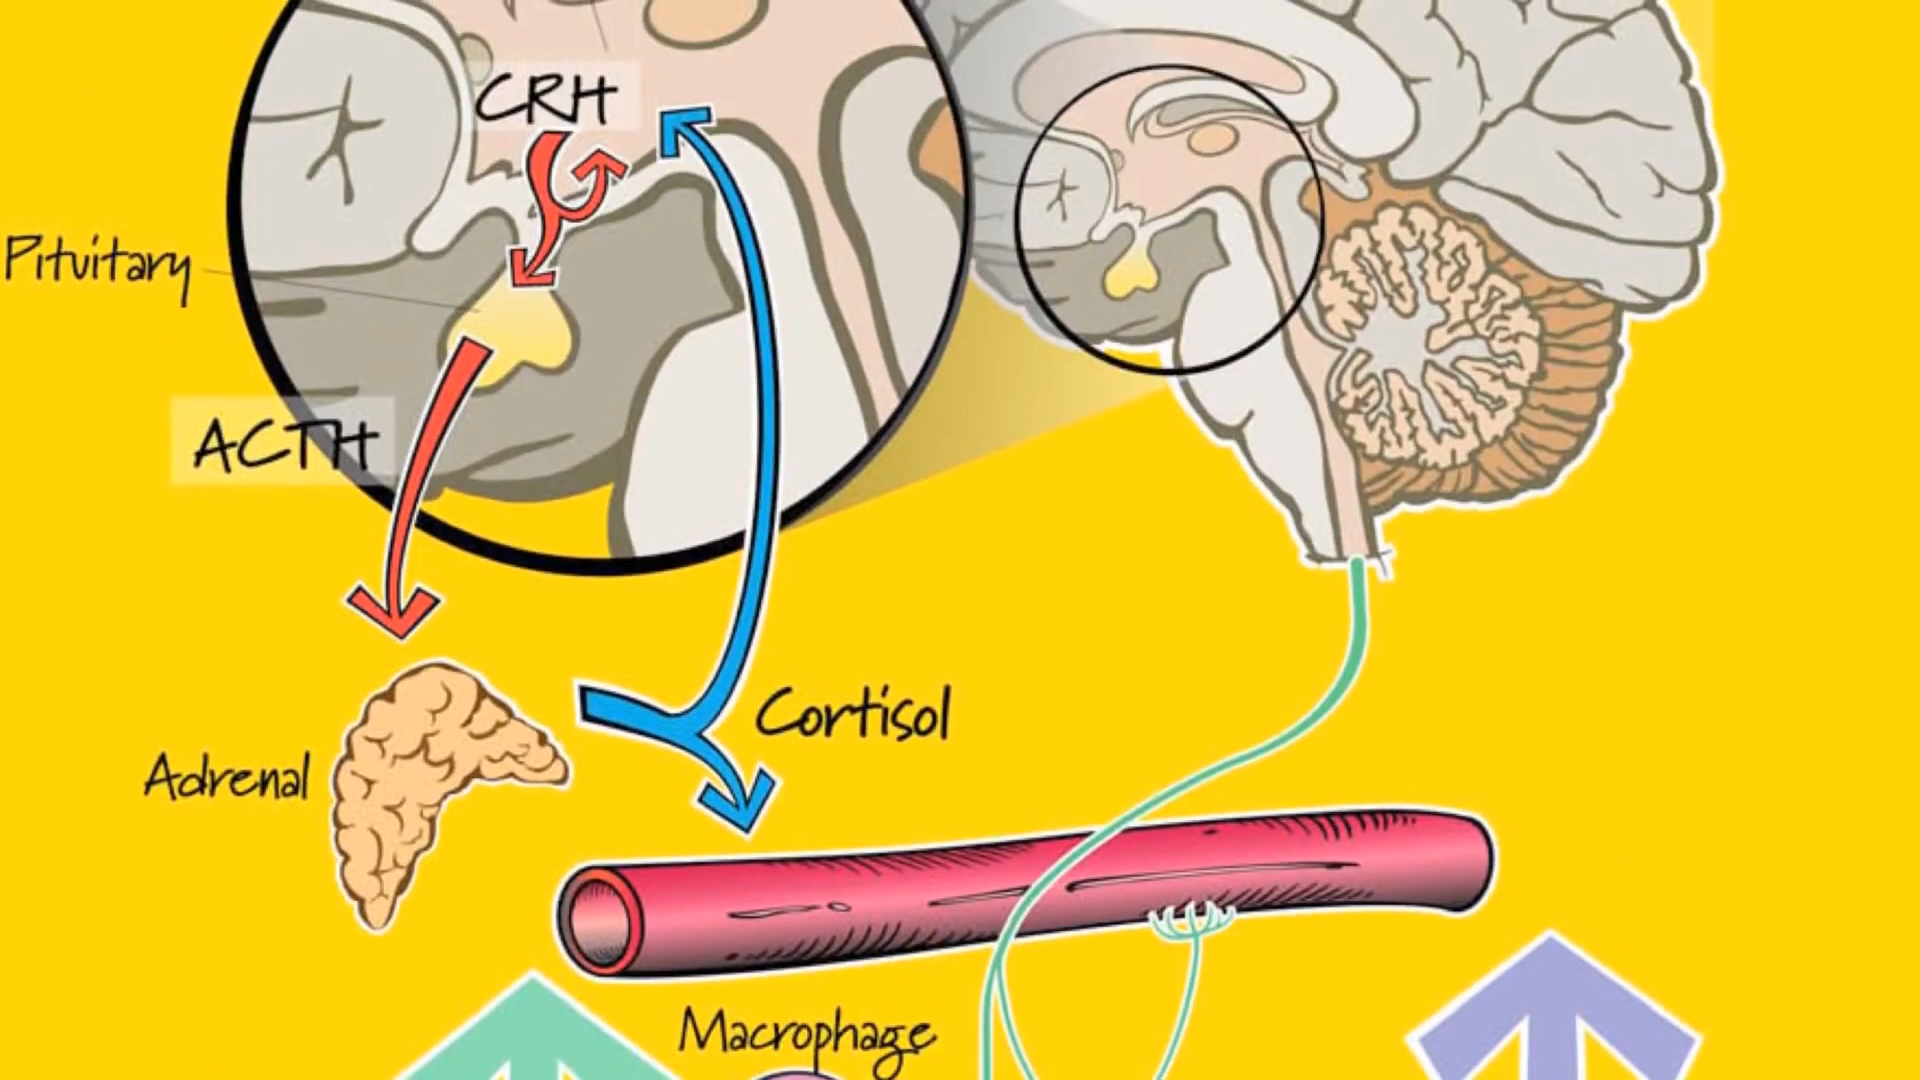 CRH
Pituitary
ACTH
Cortisol
Adrenal
Macrophage